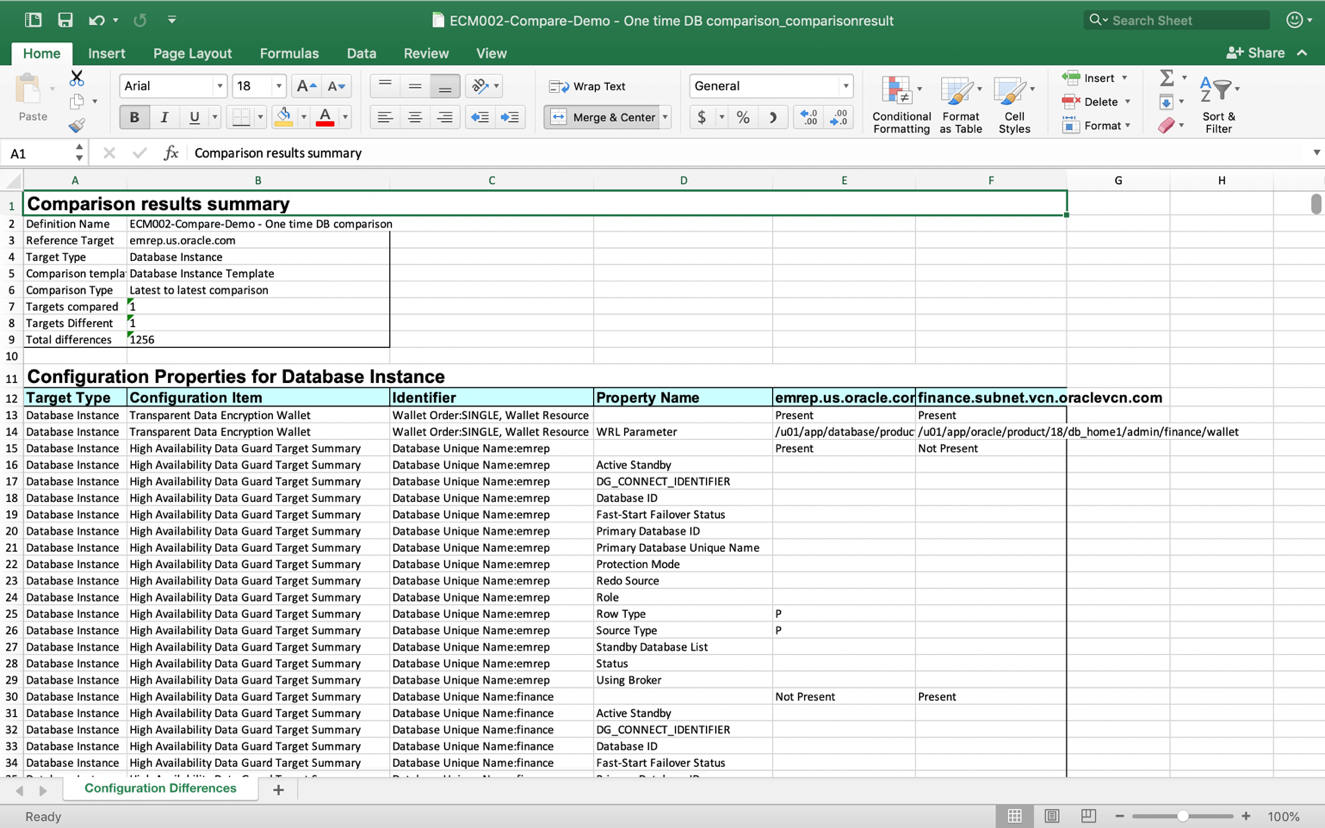 ECM002-Compare-Demo - One time DB comparison_comparisonresult
Search Sheet
Home Insert Page Layout Formulas Data Review View
Share
Paste
Arial 18 A A
Wrap Text
General
Conditional Formatting
Format as Table
Cell Styles
Insert
Delete
Format
Sort & Filter
B I U A
Merge & Center
$ % )
A1 fx Comparison results summary
A B C D E F G H
1 Comparison results summary
2 Definition Name ECM002-Compare-Demo - One time DB comparison
3 Reference Target emrep.us.oracle.com
4 Target Type Database Instance
5 Comparison templa Database Instance Template
6 Comparison Type Latest to latest comparison
7 Targets compared 1
8 Targets Different 1
9 Total differences 1256
10
11 Configuration Properties for Database Instance
12 Target Type Configuration Item Identifier Property Name emrep.us.oracle.cor finance.subnet.vcn.oraclevcn.com
13 Database Instance Transparent Data Encryption Wallet Wallet Order:SINGLE, Wallet Resource Present Present
14 Database Instance Transparent Data Encryption Wallet Wallet Order:SINGLE, Wallet Resource WRL Parameter /u01/app/database/produc /u01/app/oracle/product/18/db_home1/admin/finance/wallet
15 Database Instance High Availability Data Guard Target Summary Database Unique Name:emrep Present Not Present
16 Database Instance High Availability Data Guard Target Summary Database Unique Name:emrep Active Standby
17 Database Instance High Availability Data Guard Target Summary Database Unique Name:emrep DG_CONNECT_IDENTIFIER
18 Database Instance High Availability Data Guard Target Summary Database Unique Name:emrep Database ID
19 Database Instance High Availability Data Guard Target Summary Database Unique Name:emrep Fast-Start Failover Status
20 Database Instance High Availability Data Guard Target Summary Database Unique Name:emrep Primary Database ID
21 Database Instance High Availability Data Guard Target Summary Database Unique Name:emrep Primary Database Unique Name
22 Database Instance High Availability Data Guard Target Summary Database Unique Name:emrep Protection Mode
23 Database Instance High Availability Data Guard Target Summary Database Unique Name:emrep Redo Source
24 Database Instance High Availability Data Guard Target Summary Database Unique Name:emrep Role
25 Database Instance High Availability Data Guard Target Summary Database Unique Name:emrep Row Type P
26 Database Instance High Availability Data Guard Target Summary Database Unique Name:emrep Source Type P
27 Database Instance High Availability Data Guard Target Summary Database Unique Name:emrep Standby Database List
28 Database Instance High Availability Data Guard Target Summary Database Unique Name:emrep Status
29 Database Instance High Availability Data Guard Target Summary Database Unique Name:emrep Using Broker
30 Database Instance High Availability Data Guard Target Summary Database Unique Name:finance Not Present Present
31 Database Instance High Availability Data Guard Target Summary Database Unique Name:finance Active Standby
32 Database Instance High Availability Data Guard Target Summary Database Unique Name:finance DG_CONNECT_IDENTIFIER
33 Database Instance High Availability Data Guard Target Summary Database Unique Name:finance Database ID
34 Database Instance High Availability Data Guard Target Summary Database Unique Name:finance Fast-Start Failover Status
Configuration Differences +
Ready
100%